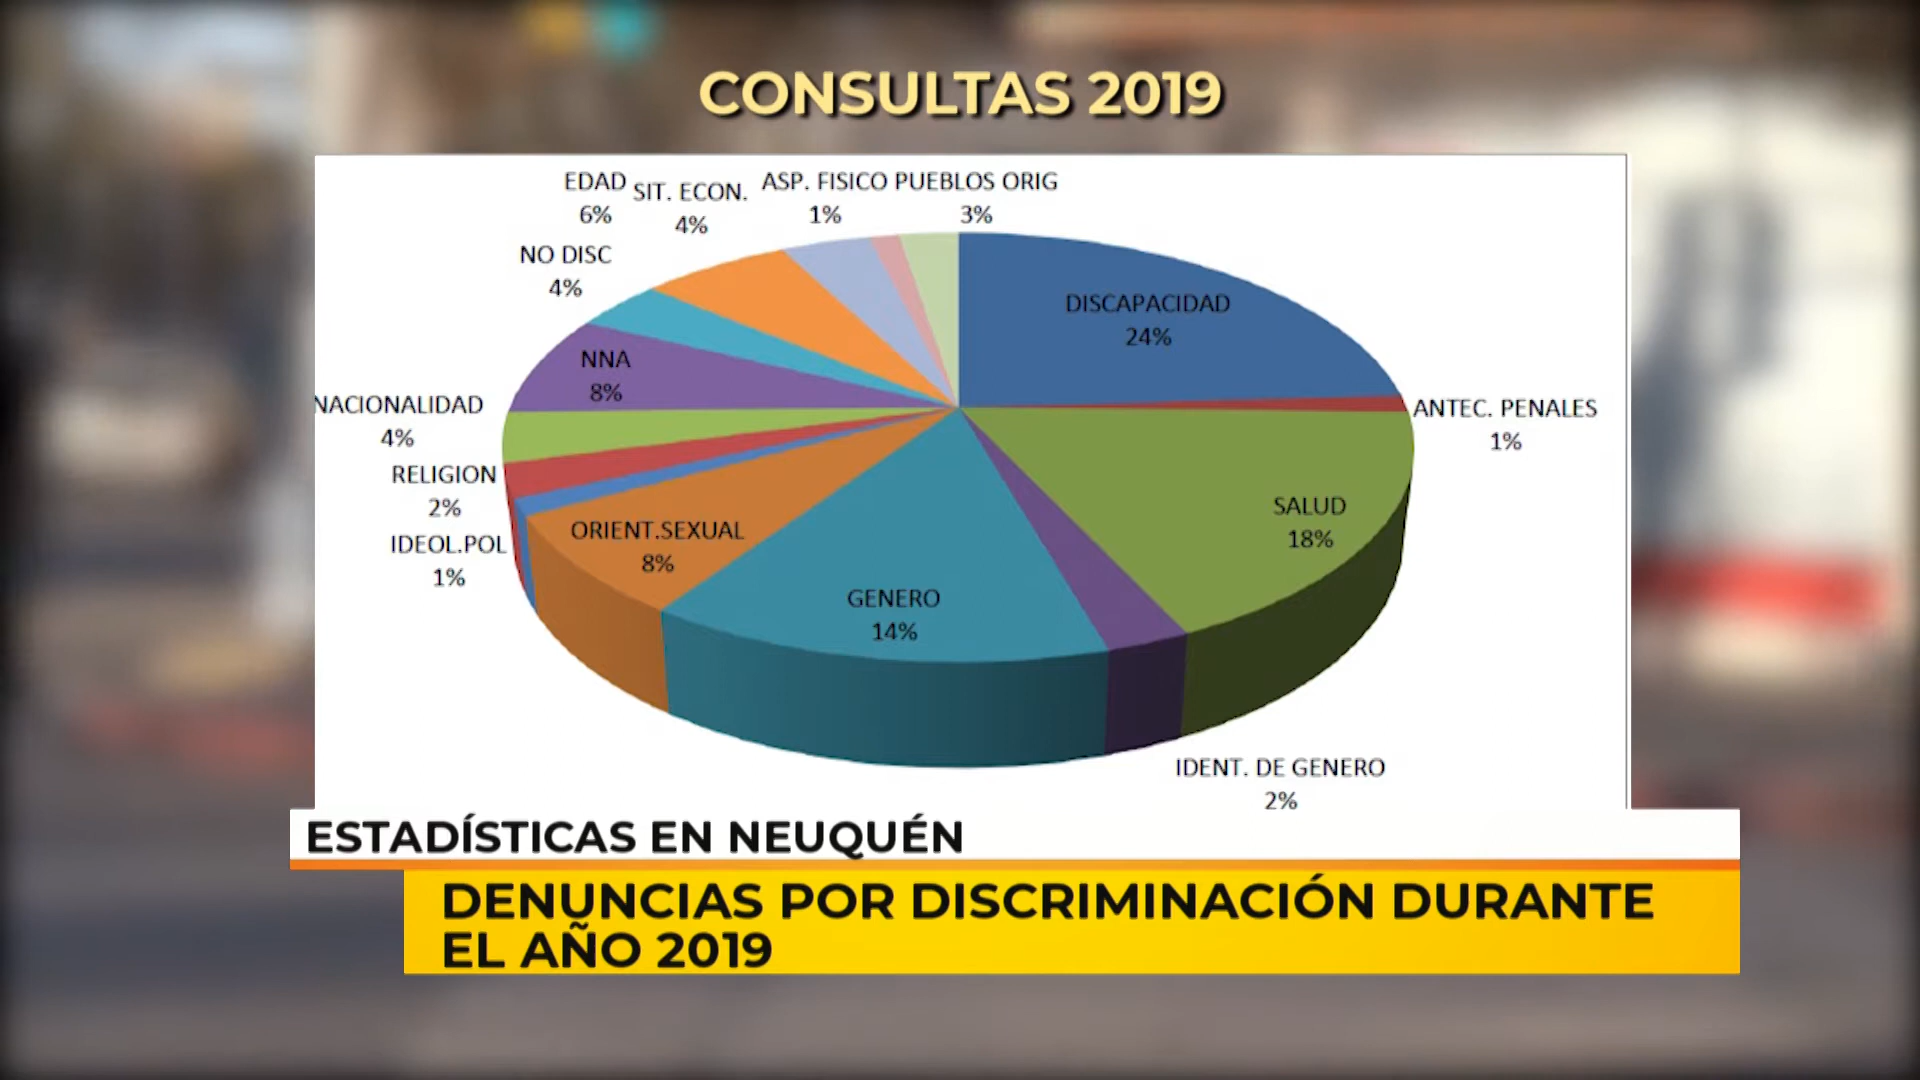 CONSULTAS 2019
EDAD
6%
SIT. ECON.
4%
ASP. FISICO
1%
PUEBLOS ORIG
3%
NO DISC
4%
DISCAPACIDAD
24%
NNA
8%
NACIONALIDAD
4%
ANTEC. PENALES
1%
RELIGION
2%
SALUD
18%
IDEOL.POL
1%
ORIENT.SEXUAL
8%
GENERO
14%
IDENT. DE GENERO
2%
ESTADÍSTICAS EN NEUQUÉN
DENUNCIAS POR DISCRIMINACIÓN DURANTE
EL AÑO 2019